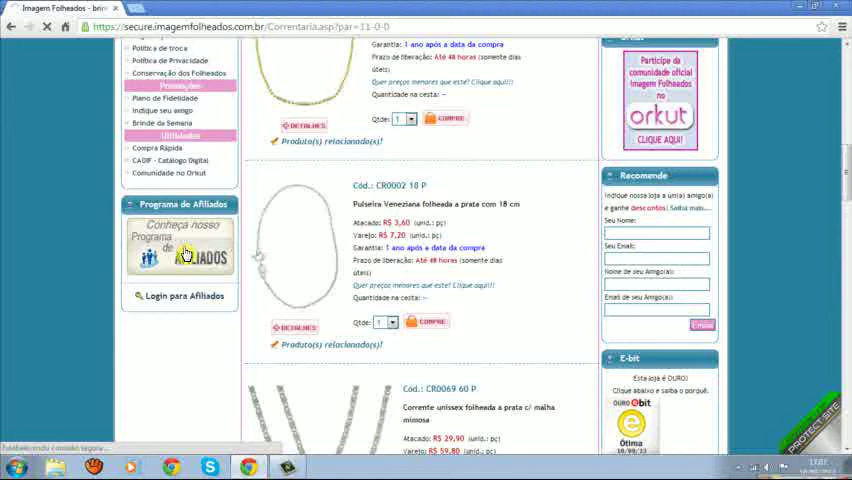 Imagem Folheados - brin
https://secure.imagemfolheados.com.br/Correntaria.asp?par=11-0-0
Política de troca
Política de Privacidade
Conservação dos Folheados
Promoções
Plano de Fidelidade
Indique seu amigo
Brinde da Semana
Utilidades
Compra Rápida
CADIF - Catálogo Digital
Comunidade no Orkut
Programa de Afiliados
Conheça nosso
Programa
de
AFILIADOS
Login para Afiliados
Garantia: 1 ano após a data da compra
Prazo de liberação: Até 48 horas (somente dias
úteis)
Quer preços menores que este? Clique aqui!!!
Quantidade na cesta: --
DETALHES
Qtde: 1
COMPRE
Produto(s) relacionado(s)!
Cód.: CR0002 18 P
Pulseira Veneziana folheada a prata com 18 cm
Atacado: R$ 3,60 (unid.: pç)
Varejo: R$ 7,20 (unid.: pç)
Garantia: 1 ano após a data da compra
Prazo de liberação: Até 48 horas (somente dias
úteis)
Quer preços menores que este? Clique aqui!!!
Quantidade na cesta: --
DETALHES
Qtde: 1
COMPRE
Produto(s) relacionado(s)!
Cód.: CR0069 60 P
Corrente unissex folheada a prata c/ malha
mimosa
Atacado: R$ 29,90 (unid.: pç)
Varejo: R$ 59,80 (unid.: pç)
Orkut
Participe da
comunidade oficial
Imagem Folheados
no
orkut
CLIQUE AQUI!
Recomende
Indique nossa loja a um(a) amigo(a)
e ganhe descontos! Saiba mais...
Seu Nome:
Seu Email:
Nome de seu Amigo(a):
Email de seu Amigo(a):
Enviar
E-bit
Esta loja é OURO!
Clique abaixo e saiba o porquê.
OURO e bit
e
Ótima
PROTECT SITE